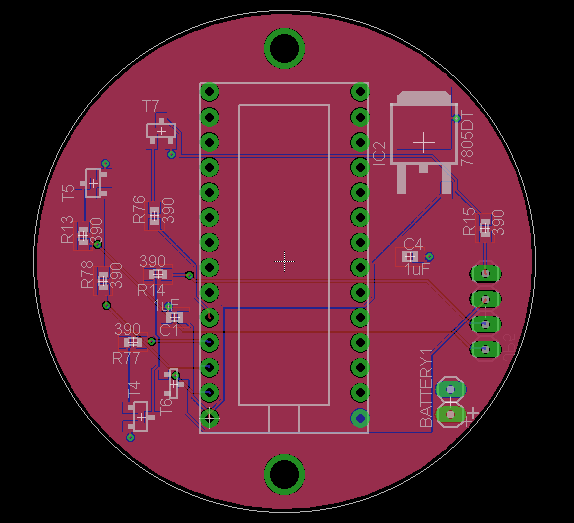 T7
IC2
7805DT
T5
R13
390
R76
390
R15
390
R78
390
390
R14
C4
1uF
1uF
C1
390
R77
T4
T6
BATTERY1
+